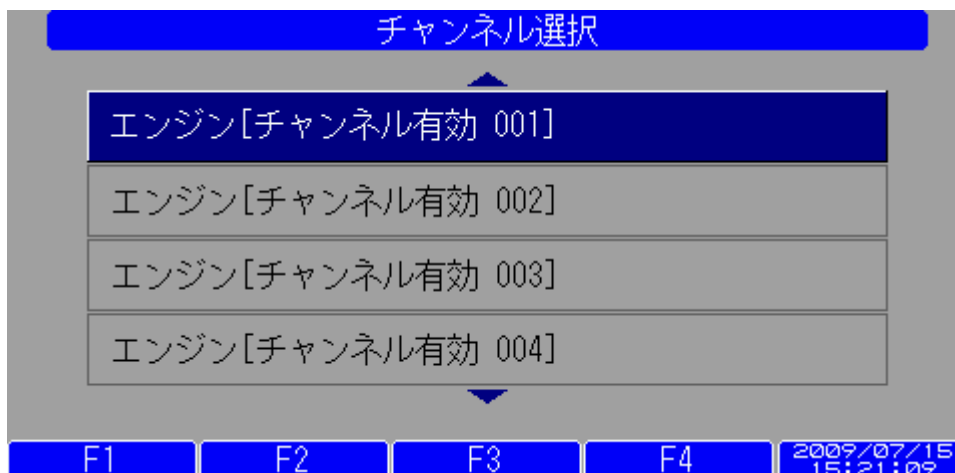 チャンネル選択
エンジン[チャンネル有効 001]
エンジン[チャンネル有効 002]
エンジン[チャンネル有効 003]
エンジン[チャンネル有効 004]
F1 F2 F3 F4 2009/07/15
15:21:09